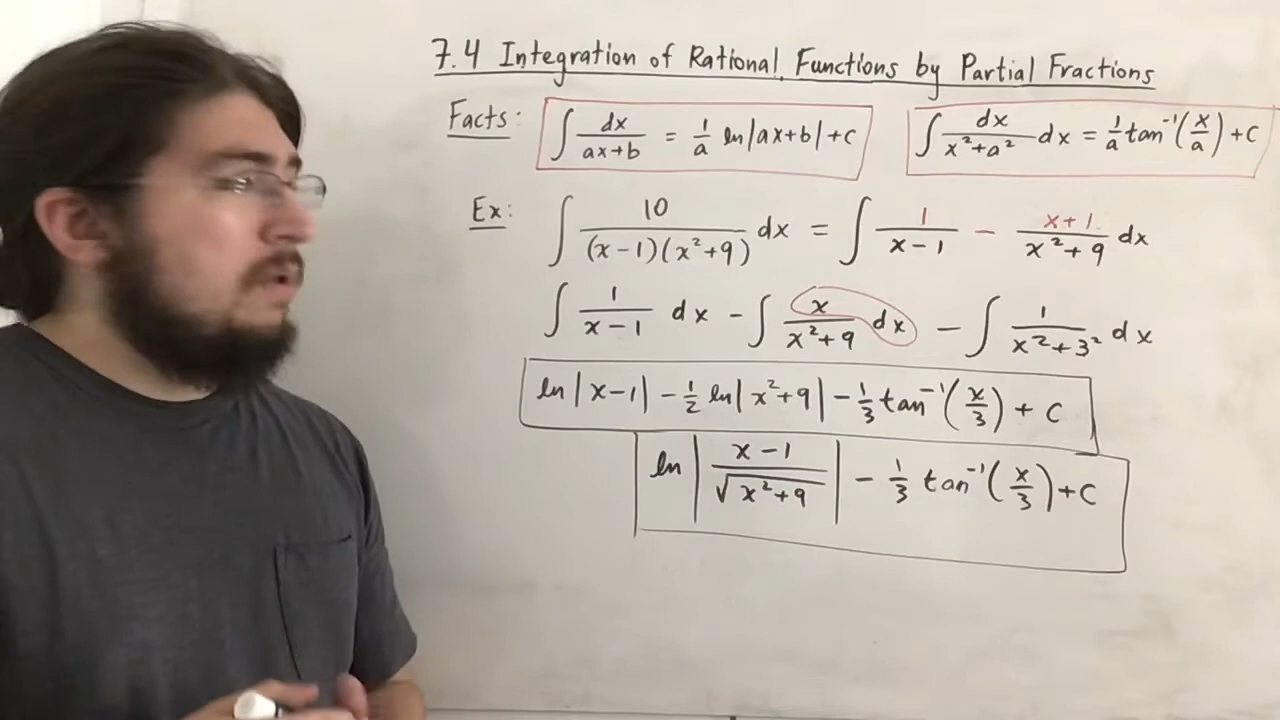 7.4 Integration of Rational Functions by Partial Fractions
Facts: ∫ dx/(ax+b) = 1/a ln|ax+b|+c   ∫ dx/(x²+a²) dx = 1/a tan⁻¹(x/a)+C
Ex: ∫ 10/((x-1)(x²+9)) dx = ∫ 1/(x-1) - (x+1)/(x²+9) dx
∫ 1/(x-1) dx - ∫ x/(x²+9) dx - ∫ 1/(x²+3²) dx
ln|x-1| - 1/2 ln|x²+9| - 1/3 tan⁻¹(x/3) + C
ln|(x-1)/√(x²+9)| - 1/3 tan⁻¹(x/3)+C